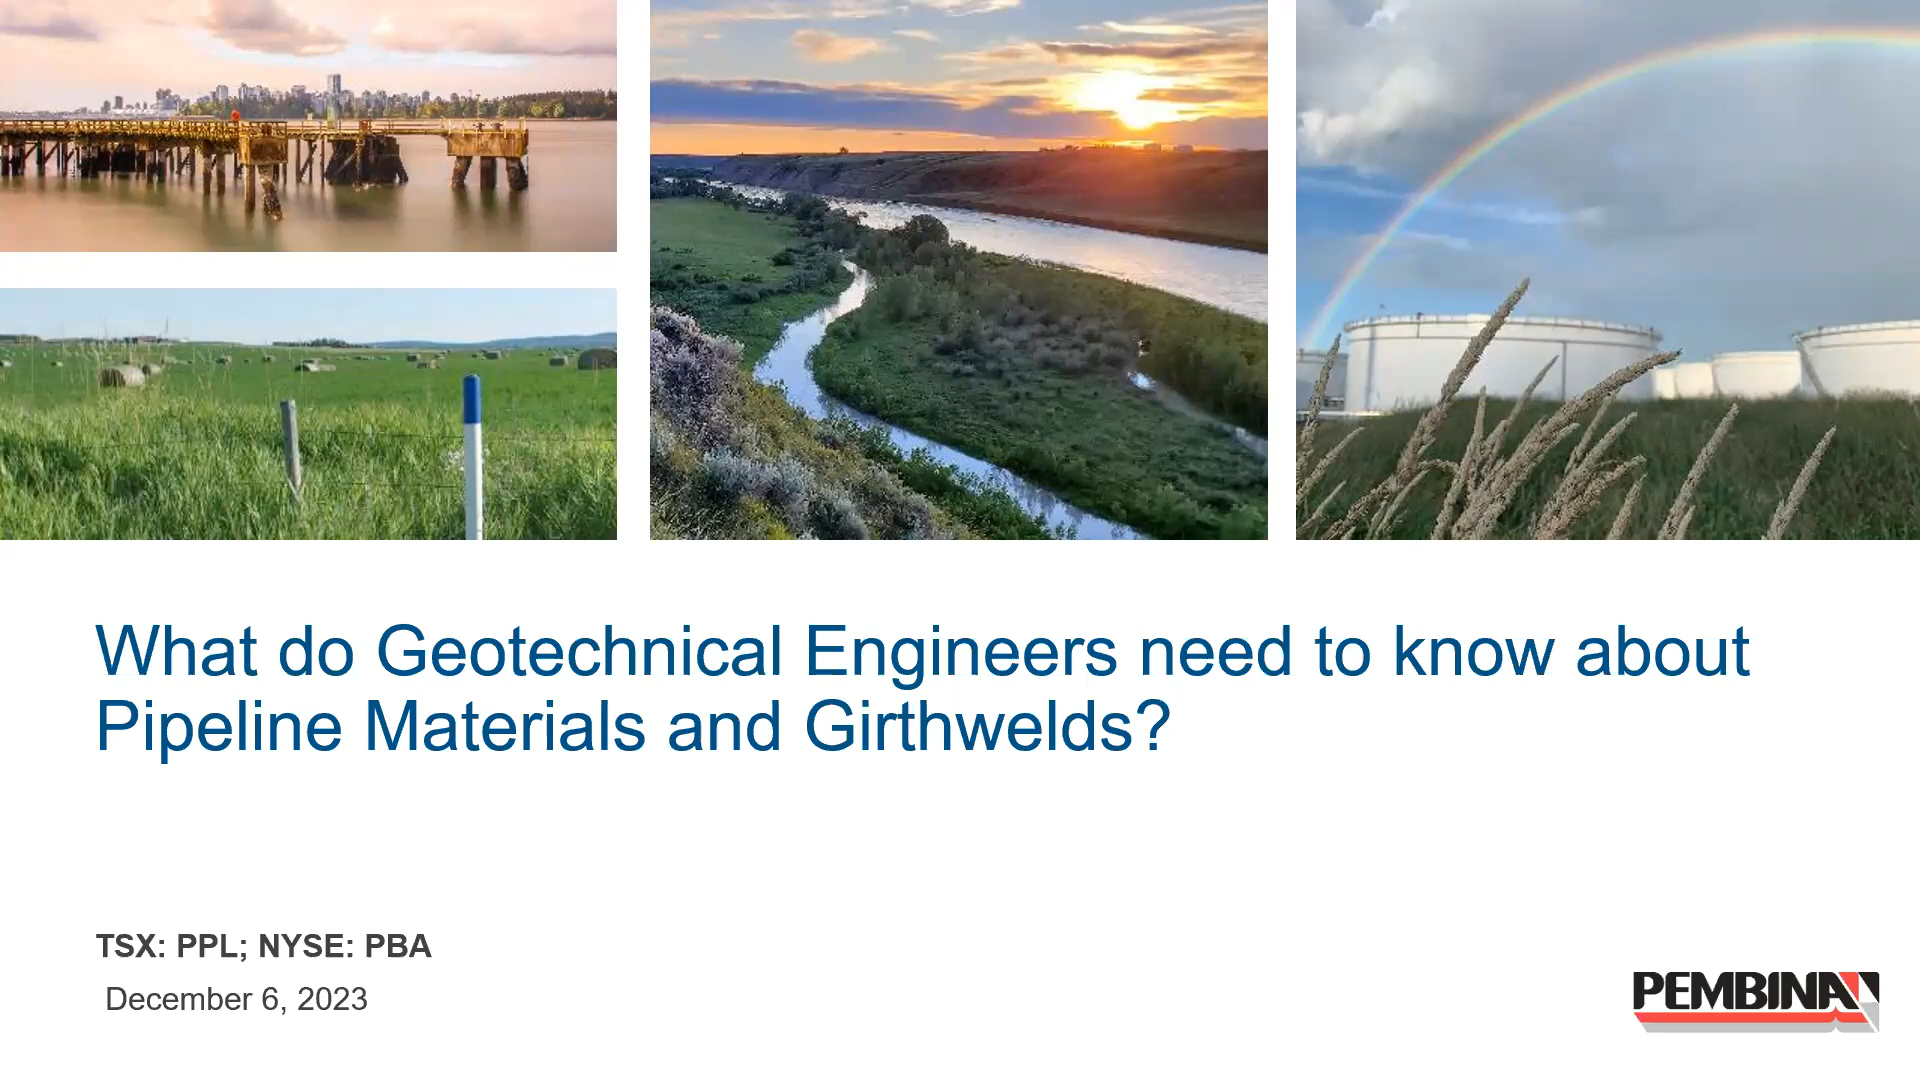 What do Geotechnical Engineers need to know about
Pipeline Materials and Girthwelds?
TSX: PPL; NYSE: PBA
December 6, 2023
PEMBINA